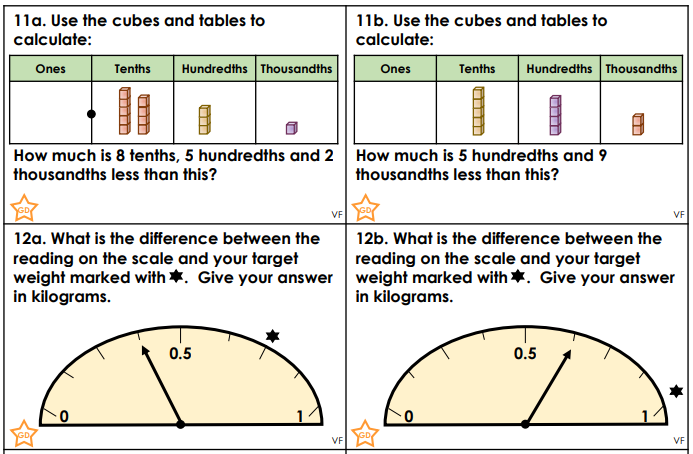 11a. Use the cubes and tables to
calculate:
Ones Tenths Hundredths Thousandths
How much is 8 tenths, 5 hundredths and 2
thousandths less than this?
GD
VF
11b. Use the cubes and tables to
calculate:
Ones Tenths Hundredths Thousandths
How much is 5 hundredths and 9
thousandths less than this?
GD
VF
12a. What is the difference between the
reading on the scale and your target
weight marked with ✶. Give your answer
in kilograms.
0.5
0 1
GD
VF
12b. What is the difference between the
reading on the scale and your target
weight marked with ✶. Give your answer
in kilograms.
0.5
0 1
GD
VF